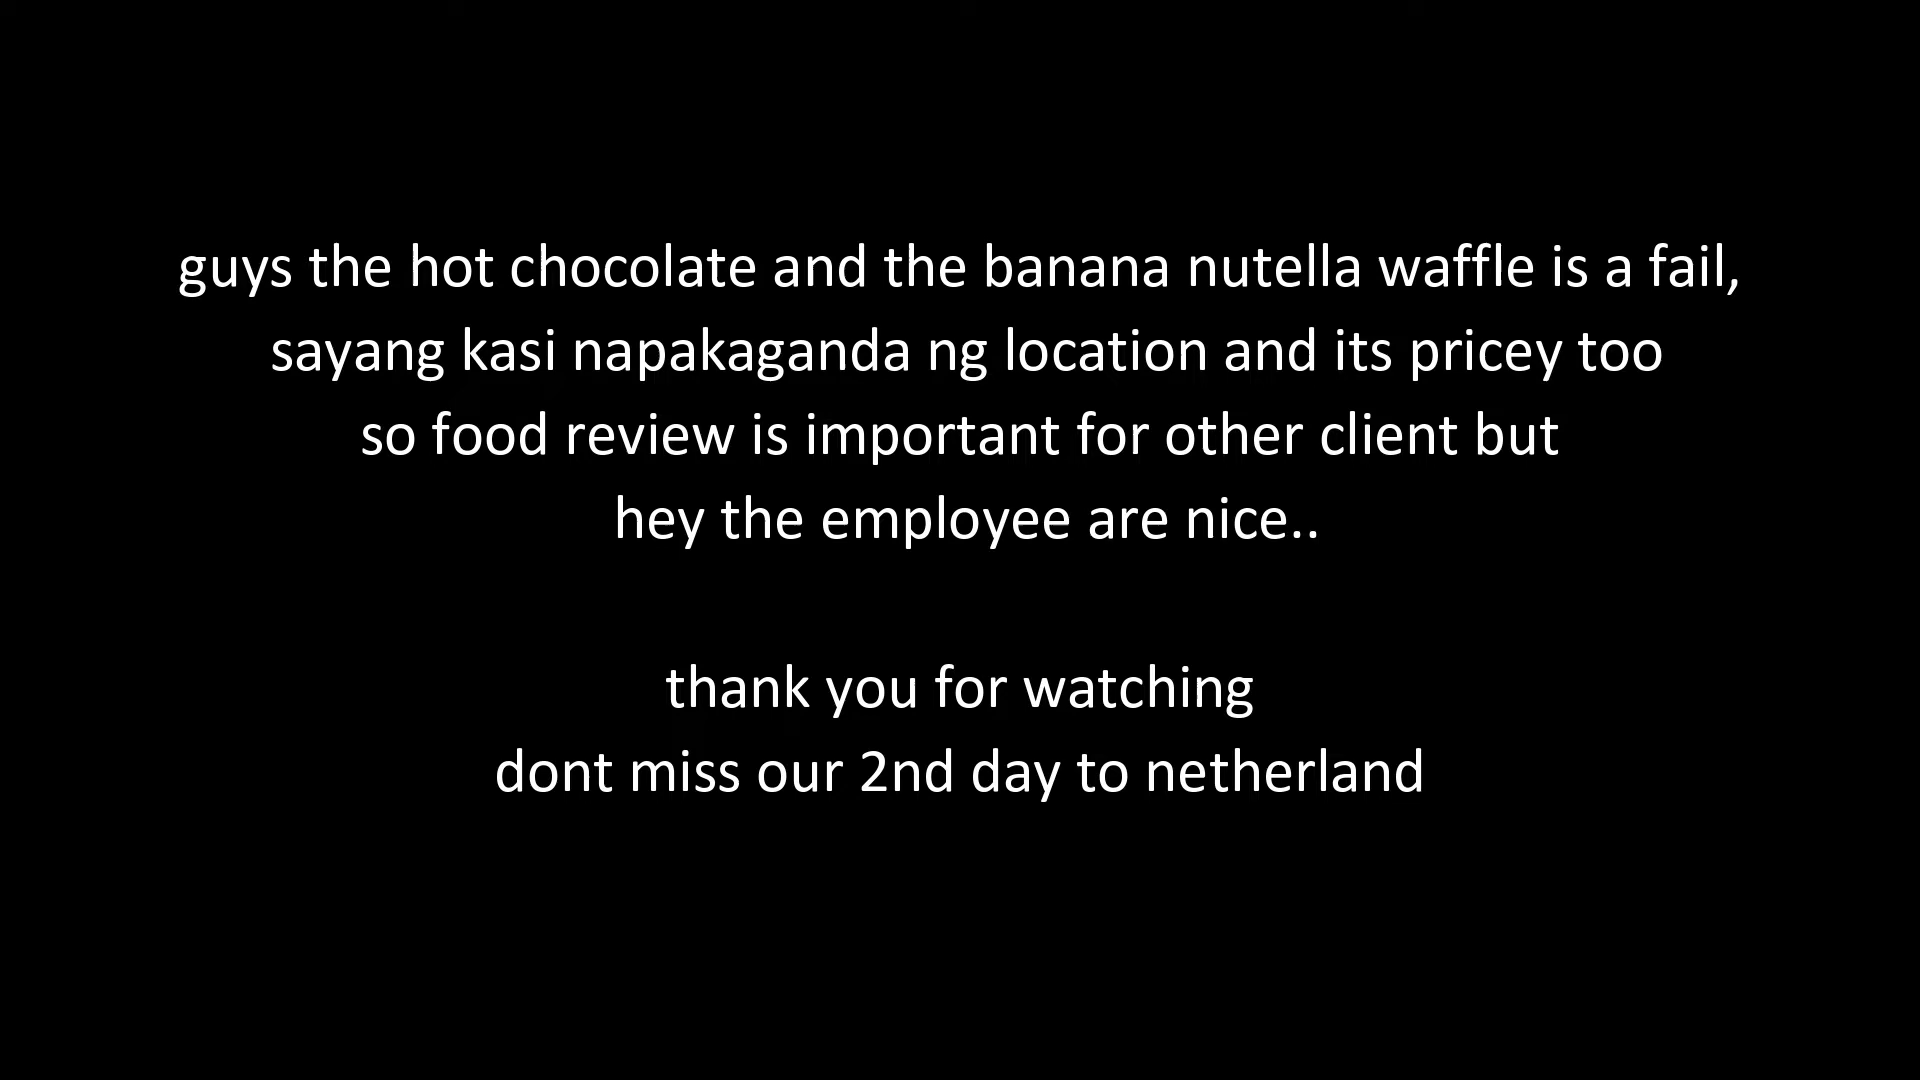 guys the hot chocolate and the banana nutella waffle is a fail,
sayang kasi napakaganda ng location and its pricey too
so food review is important for other client but
hey the employee are nice..
thank you for watching
dont miss our 2nd day to netherland